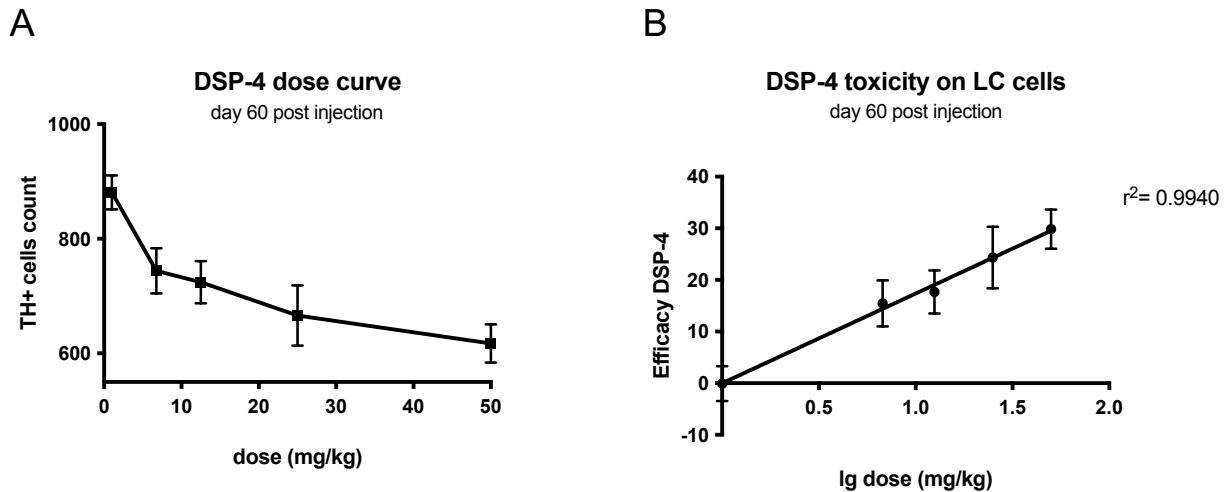 A
DSP-4 dose curve
day 60 post injection
TH+ cells count
1000
800
600
0 10 20 30 40 50
dose (mg/kg)
B
DSP-4 toxicity on LC cells
day 60 post injection
Efficacy DSP-4
40
30
20
10
0
-10
0.5 1.0 1.5 2.0
lg dose (mg/kg)
r²= 0.9940